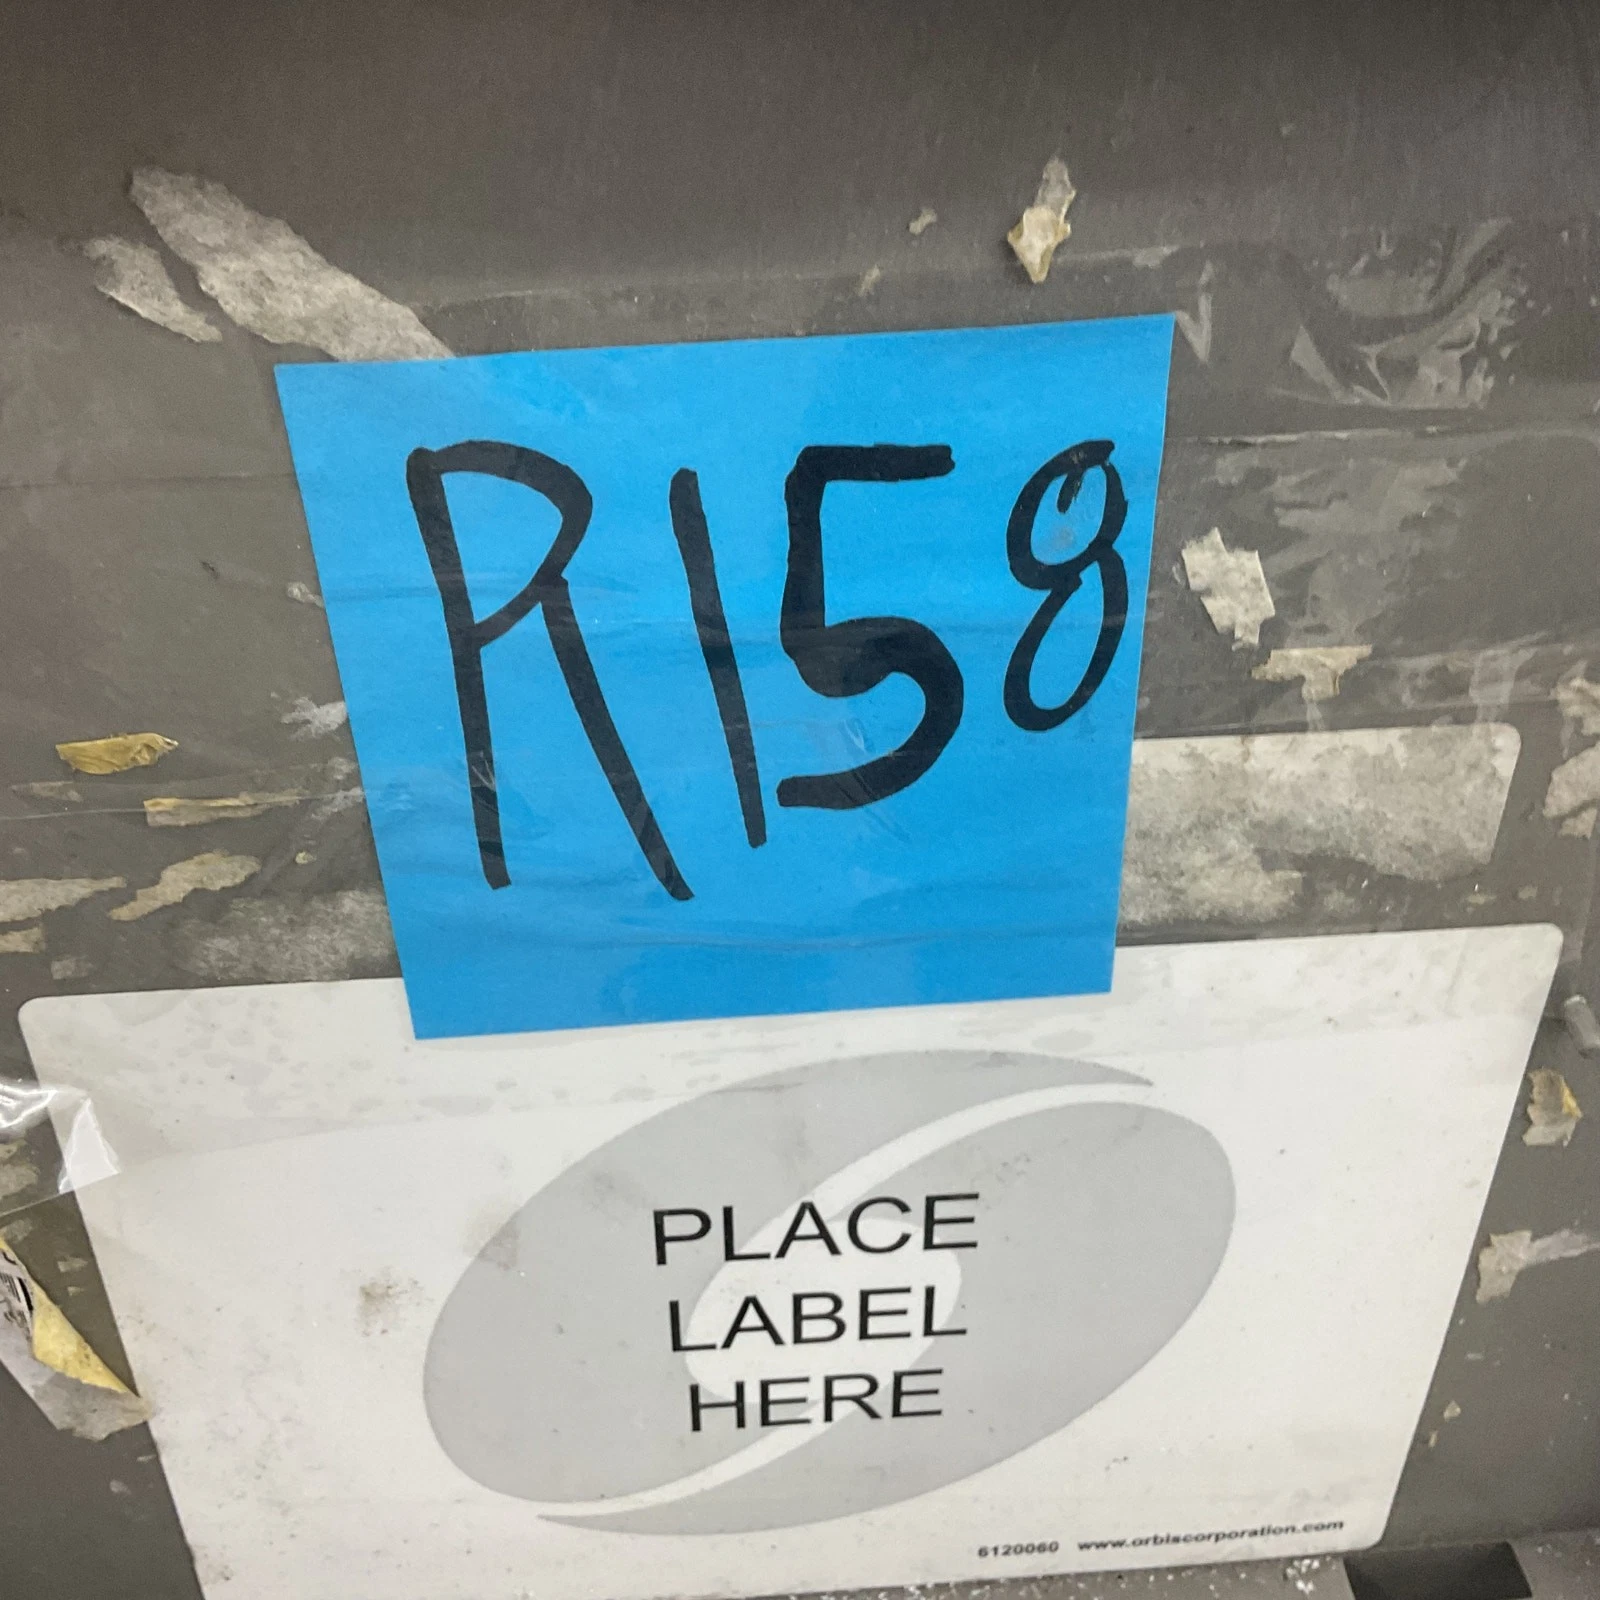 R158
PLACE
LABEL
HERE
6120060 www.orbiscorporation.com